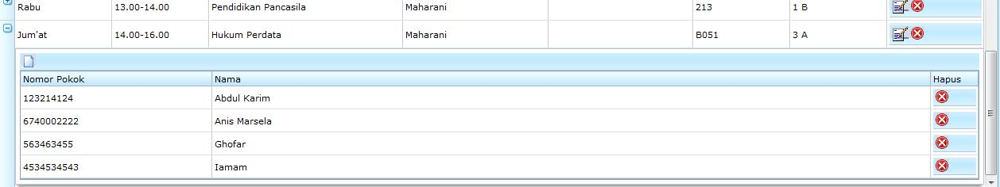 Rabu 13.00-14.00 Pendidikan Pancasila Maharani 213 1 B
Jum'at 14.00-16.00 Hukum Perdata Maharani B051 3 A
Nomor Pokok Nama Hapus
123214124 Abdul Karim
6740002222 Anis Marsela
563463455 Ghofar
4534534543 Iamam